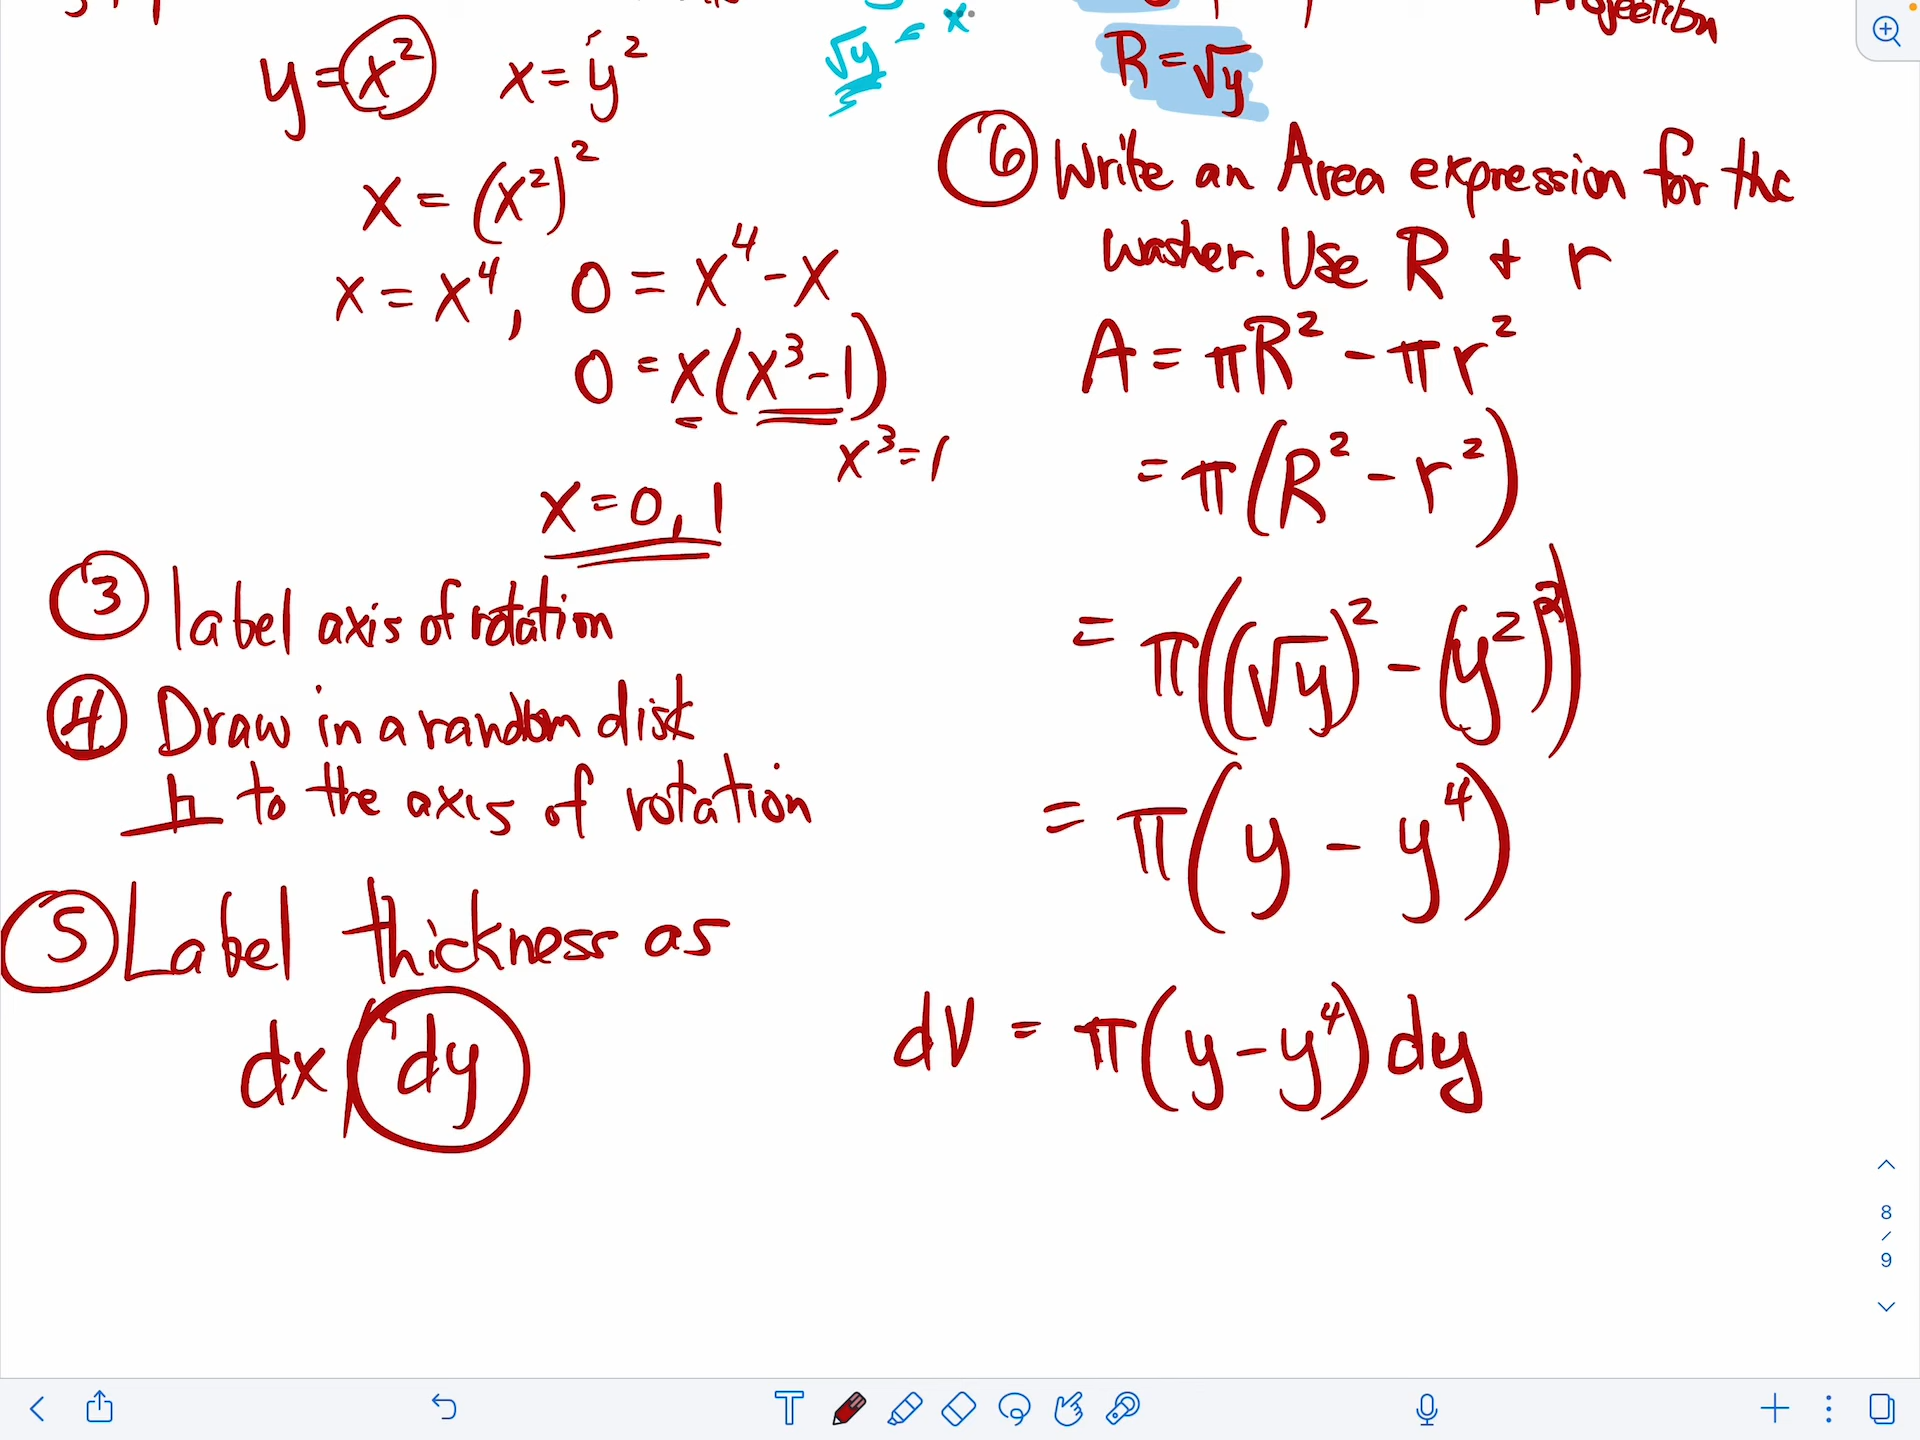 y = x² x = y²
√y = x
projection
R = √y
x = (x²)²
x = x⁴, 0 = x⁴ - x
0 = x(x³ - 1)
x³ = 1
x = 0, 1
③ label axis of rotation
④ Draw in a random disk
⊥ to the axis of rotation
⑤ Label thickness as
dx / dy
⑥ Write an Area expression for the
washer. Use R + r
A = πR² - πr²
= π(R² - r²)
= π((√y)² - (y²)²)
= π(y - y⁴)
dV = π(y - y⁴) dy
8
/
9
T